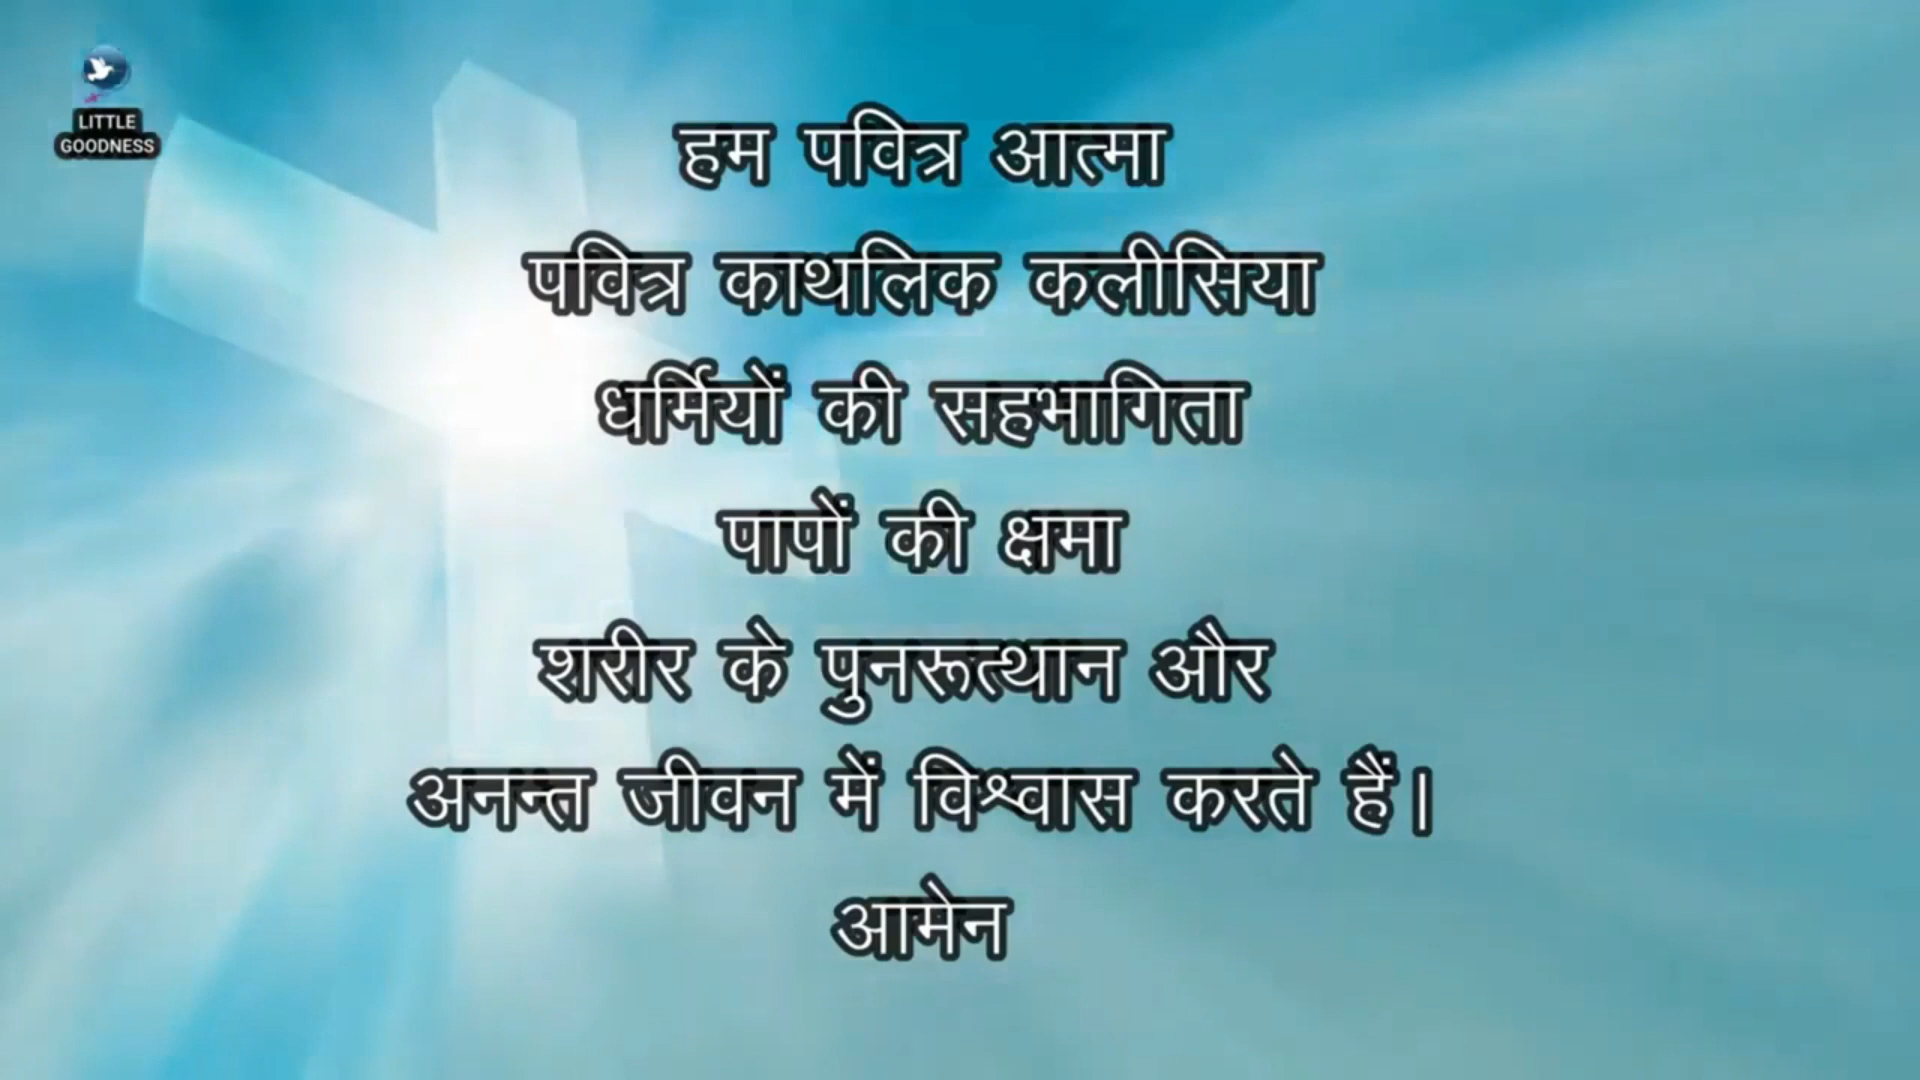 LITTLE
GOODNESS
हम पवित्र आत्मा
पवित्र काथलिक कलीसिया
धर्मियों की सहभागिता
पापों की क्षमा
शरीर के पुनरूत्थान और
अनन्त जीवन में विश्वास करते हैं।
आमेन